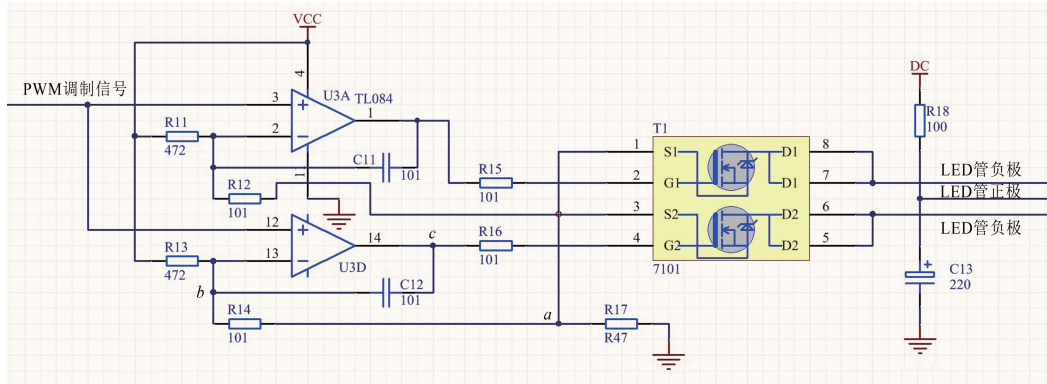 VCC
PWM调制信号
4
3
U3A
TL084
1
R11
2
472
C11
101
1
R12
101
R15
101
12
14
c
R16
101
R13
13
U3D
472
b
C12
101
R14
101
a
R17
R47
T1
1
S1
D1
8
2
G1
D1
7
3
S2
D2
6
4
G2
D2
5
7101
DC
R18
100
LED管负极
LED管正极
LED管负极
C13
220